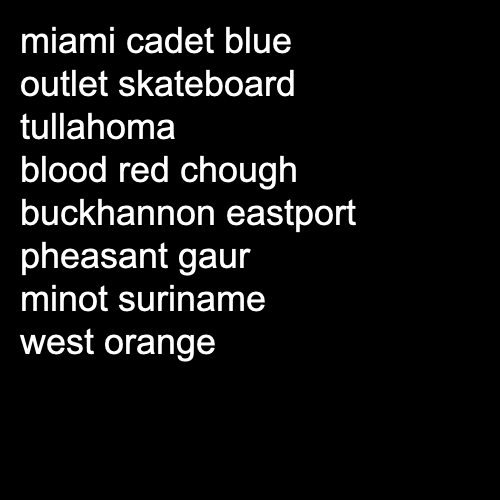 miami cadet blue
outlet skateboard
tullahoma
blood red chough
buckhannon eastport
pheasant gaur
minot suriname
west orange